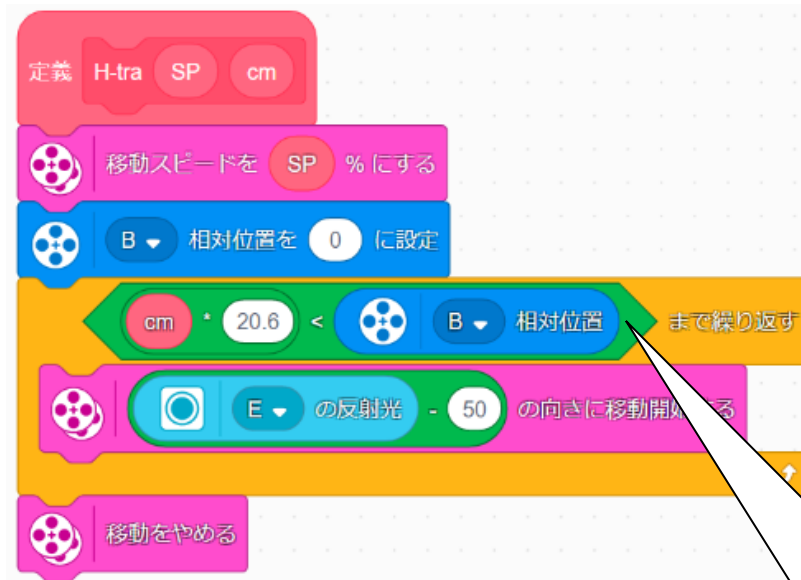 定義 H-tra SP cm
移動スピードを SP % にする
B 相対位置を 0 に設定
cm * 20.6 < B 相対位置 まで繰り返す
E の反射光 - 50 の向きに移動開始する
移動をやめる